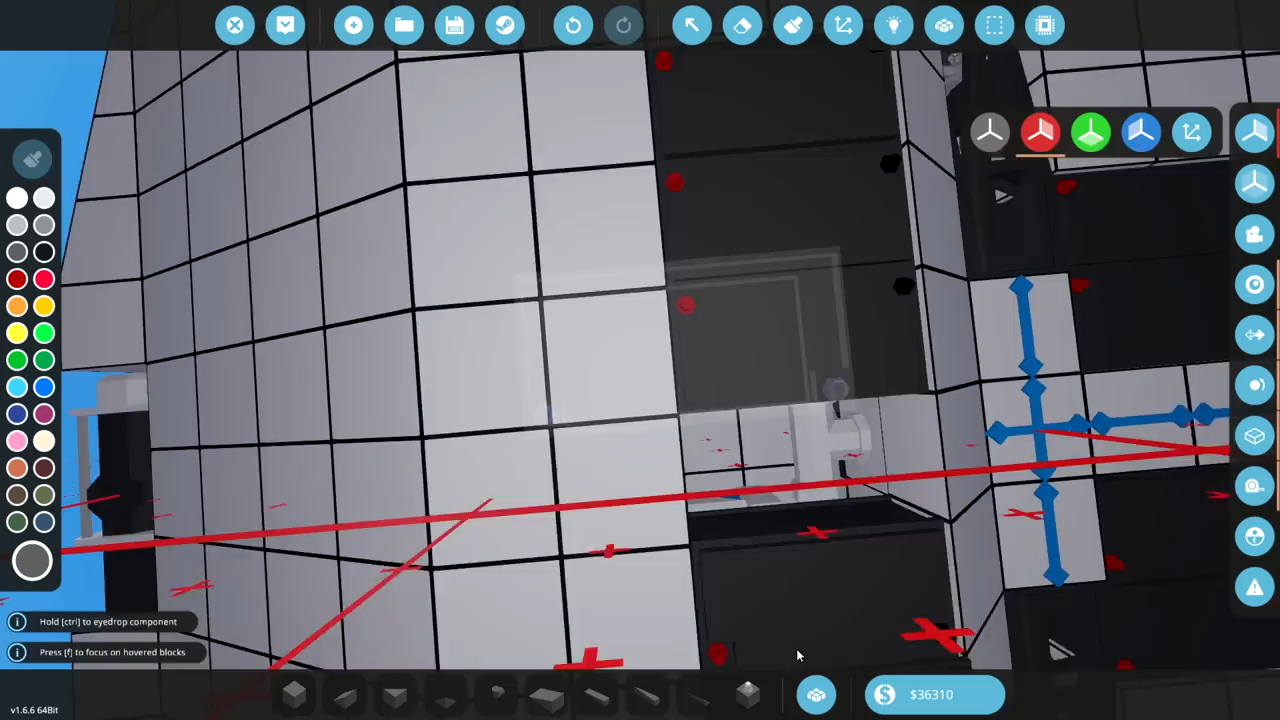 Hold [ctrl] to eyedrop component
Press [f] to focus on hovered blocks
$36310
v1.6.6 64Bit